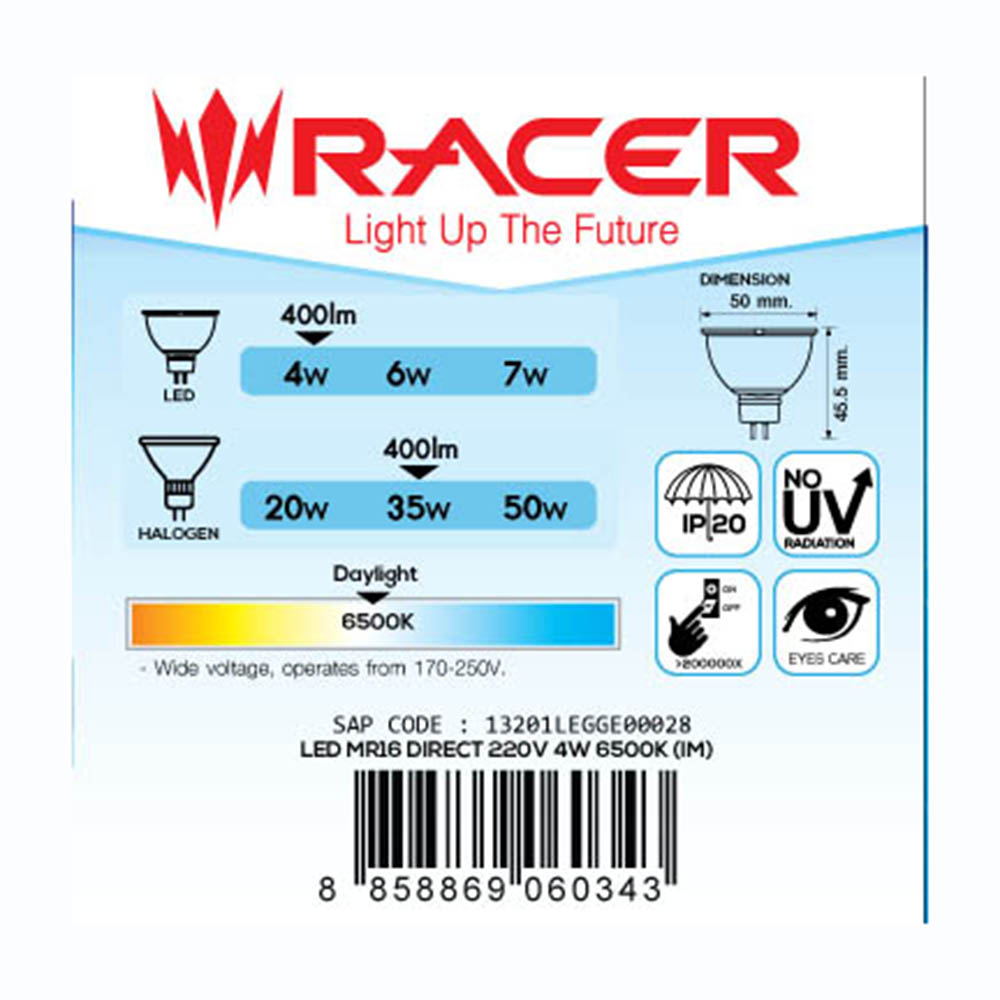 RACER
Light Up The Future
400lm
4W 6W 7W
LED
400lm
20W 35W 50W
HALOGEN
Daylight
6500K
- Wide voltage, operates from 170-250V.
DIMENSION
50 mm.
45.5 mm.
IP 20
NO
UV
RADIATION
ON
OFF
>200000X
EYES CARE
SAP CODE : 13201LEGGE00028
LED MR16 DIRECT 220V 4W 6500K (IM)
8 858869 060343